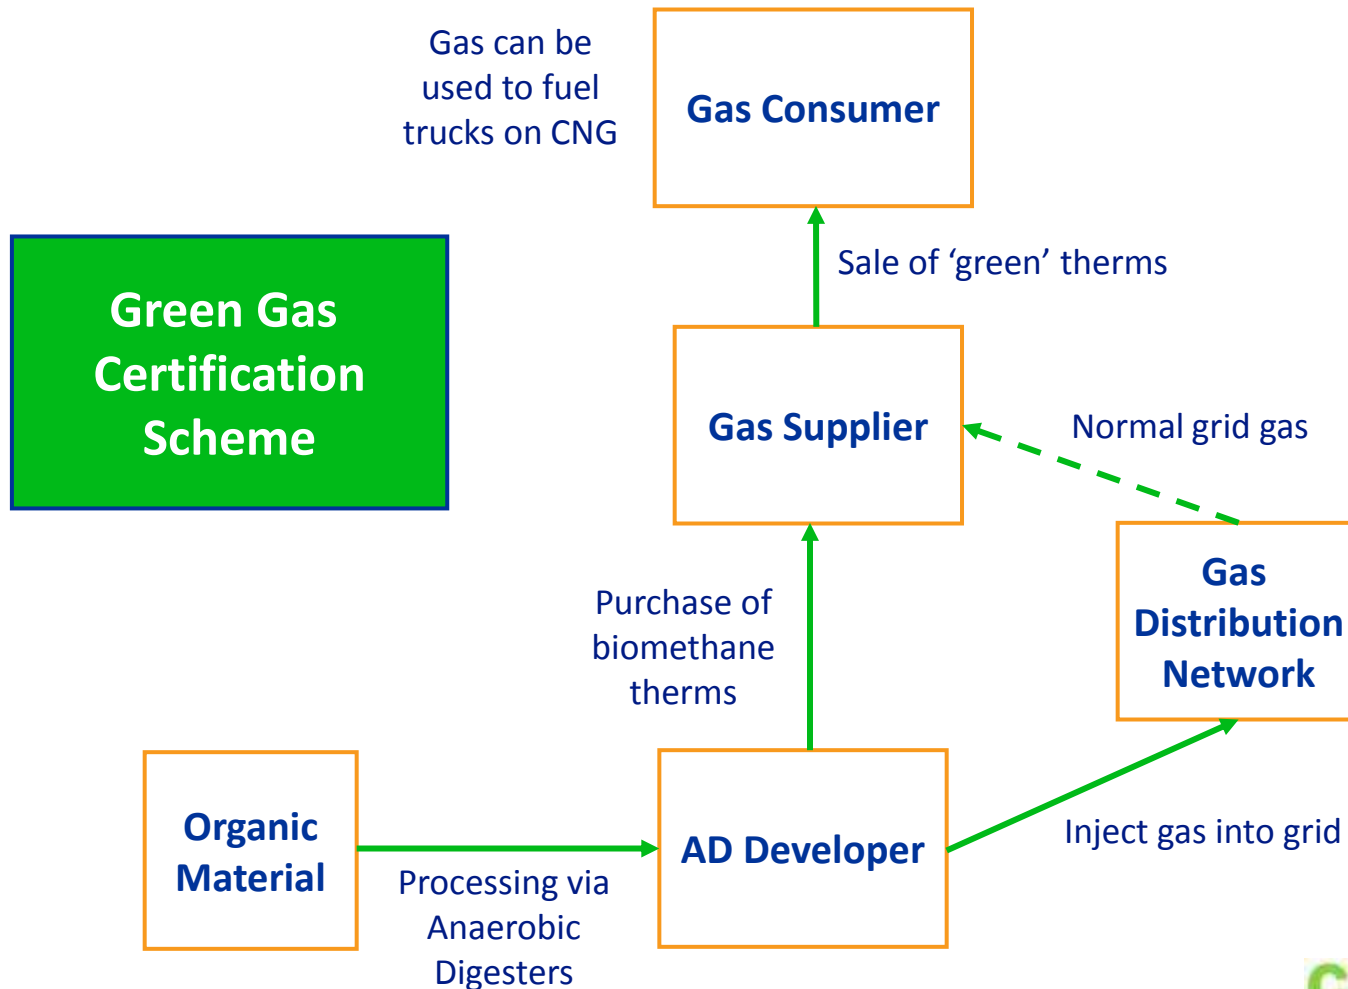 Gas can be
used to fuel
trucks on CNG
Gas Consumer
Green Gas
Certification
Scheme
Sale of ‘green’ therms
Gas Supplier
Normal grid gas
Purchase of
biomethane
therms
Gas
Distribution
Network
Organic
Material
Processing via
Anaerobic
Digesters
AD Developer
Inject gas into grid